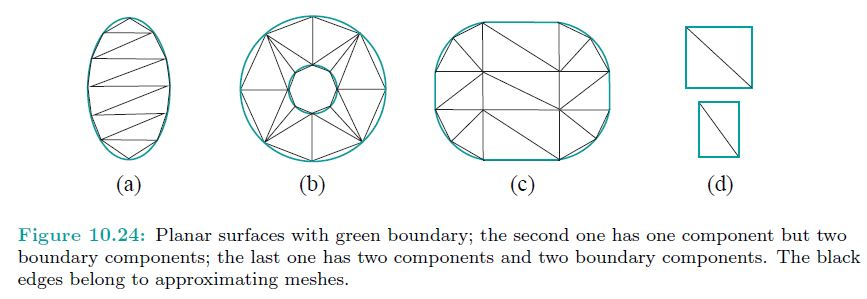 (a) (b) (c) (d)
Figure 10.24: Planar surfaces with green boundary; the second one has one component but two
boundary components; the last one has two components and two boundary components. The black
edges belong to approximating meshes.